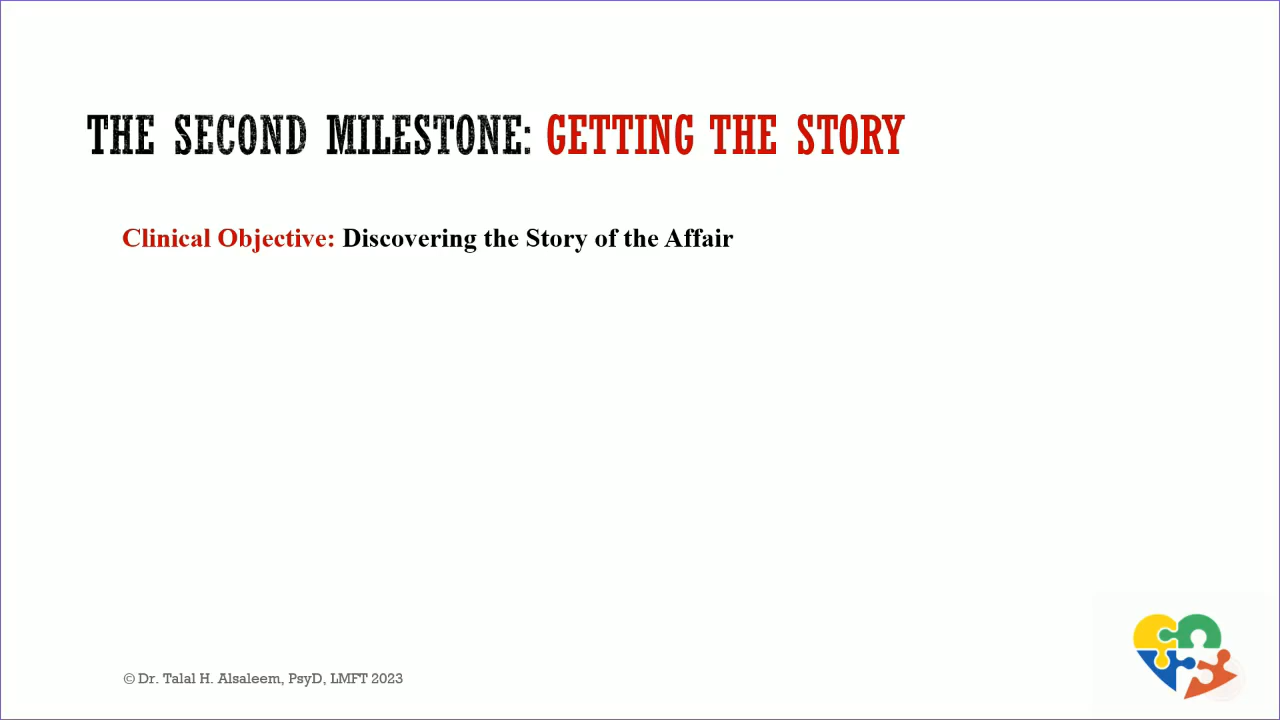 THE SECOND MILESTONE: GETTING THE STORY
Clinical Objective: Discovering the Story of the Affair
© Dr. Talal H. Alsaleem, PsyD, LMFT 2023